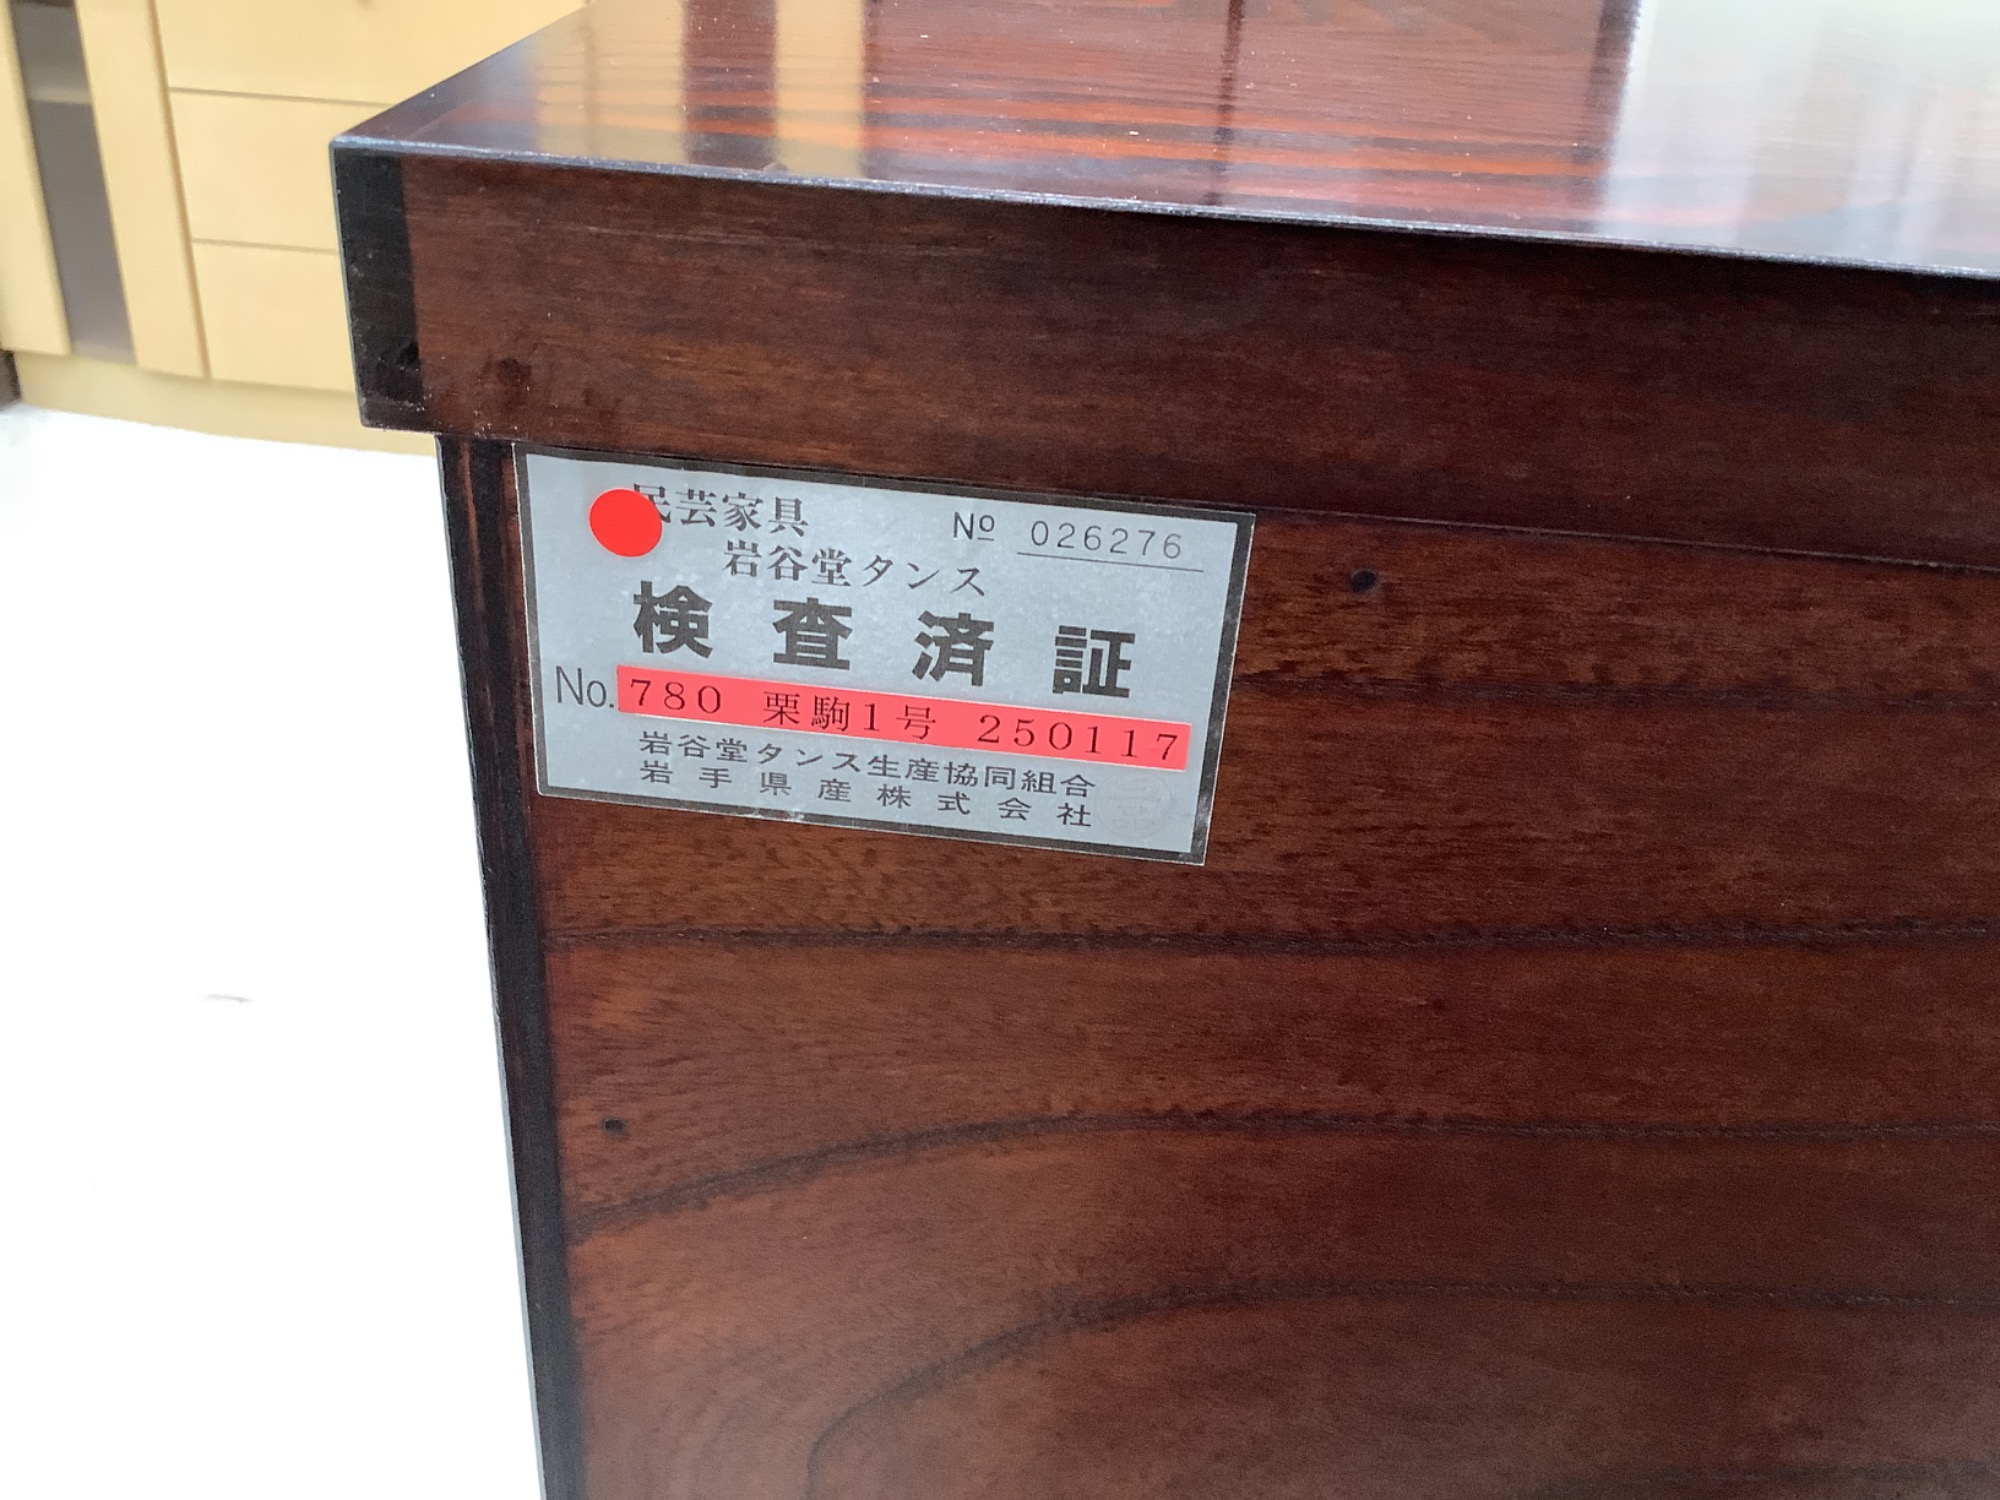 民芸家具
№ 026276
岩谷堂タンス
検査済証
No. 780 栗駒1号 250117
岩谷堂タンス生産協同組合
岩手県産株式会社